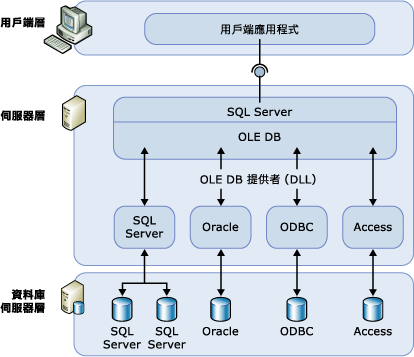 用戶端層
用戶端應用程式
伺服器層
SQL Server
OLE DB
OLE DB 提供者 (DLL)
SQL
Server
Oracle
ODBC
Access
資料庫
伺服器層
SQL
Server
SQL
Server
Oracle
ODBC
Access